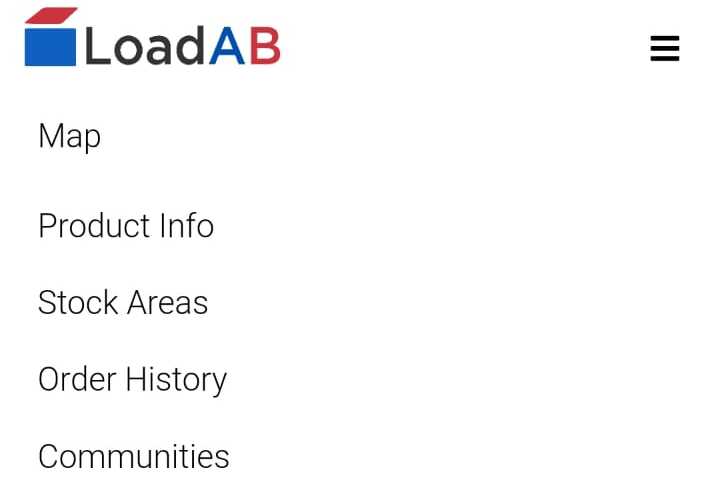 LoadAB
Map
Product Info
Stock Areas
Order History
Communities